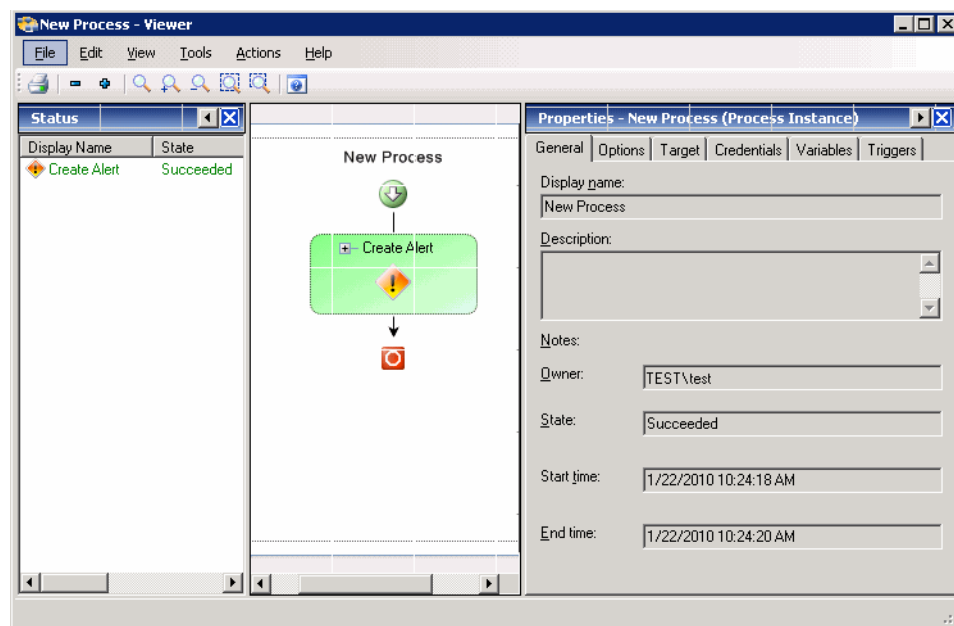 New Process - Viewer
File Edit View Tools Actions Help
Status
Display Name State
Create Alert Succeeded
New Process
Create Alert
Properties - New Process (Process Instance)
General Options Target Credentials Variables Triggers
Display name:
New Process
Description:
Notes:
Owner: TEST\test
State: Succeeded
Start time: 1/22/2010 10:24:18 AM
End time: 1/22/2010 10:24:20 AM